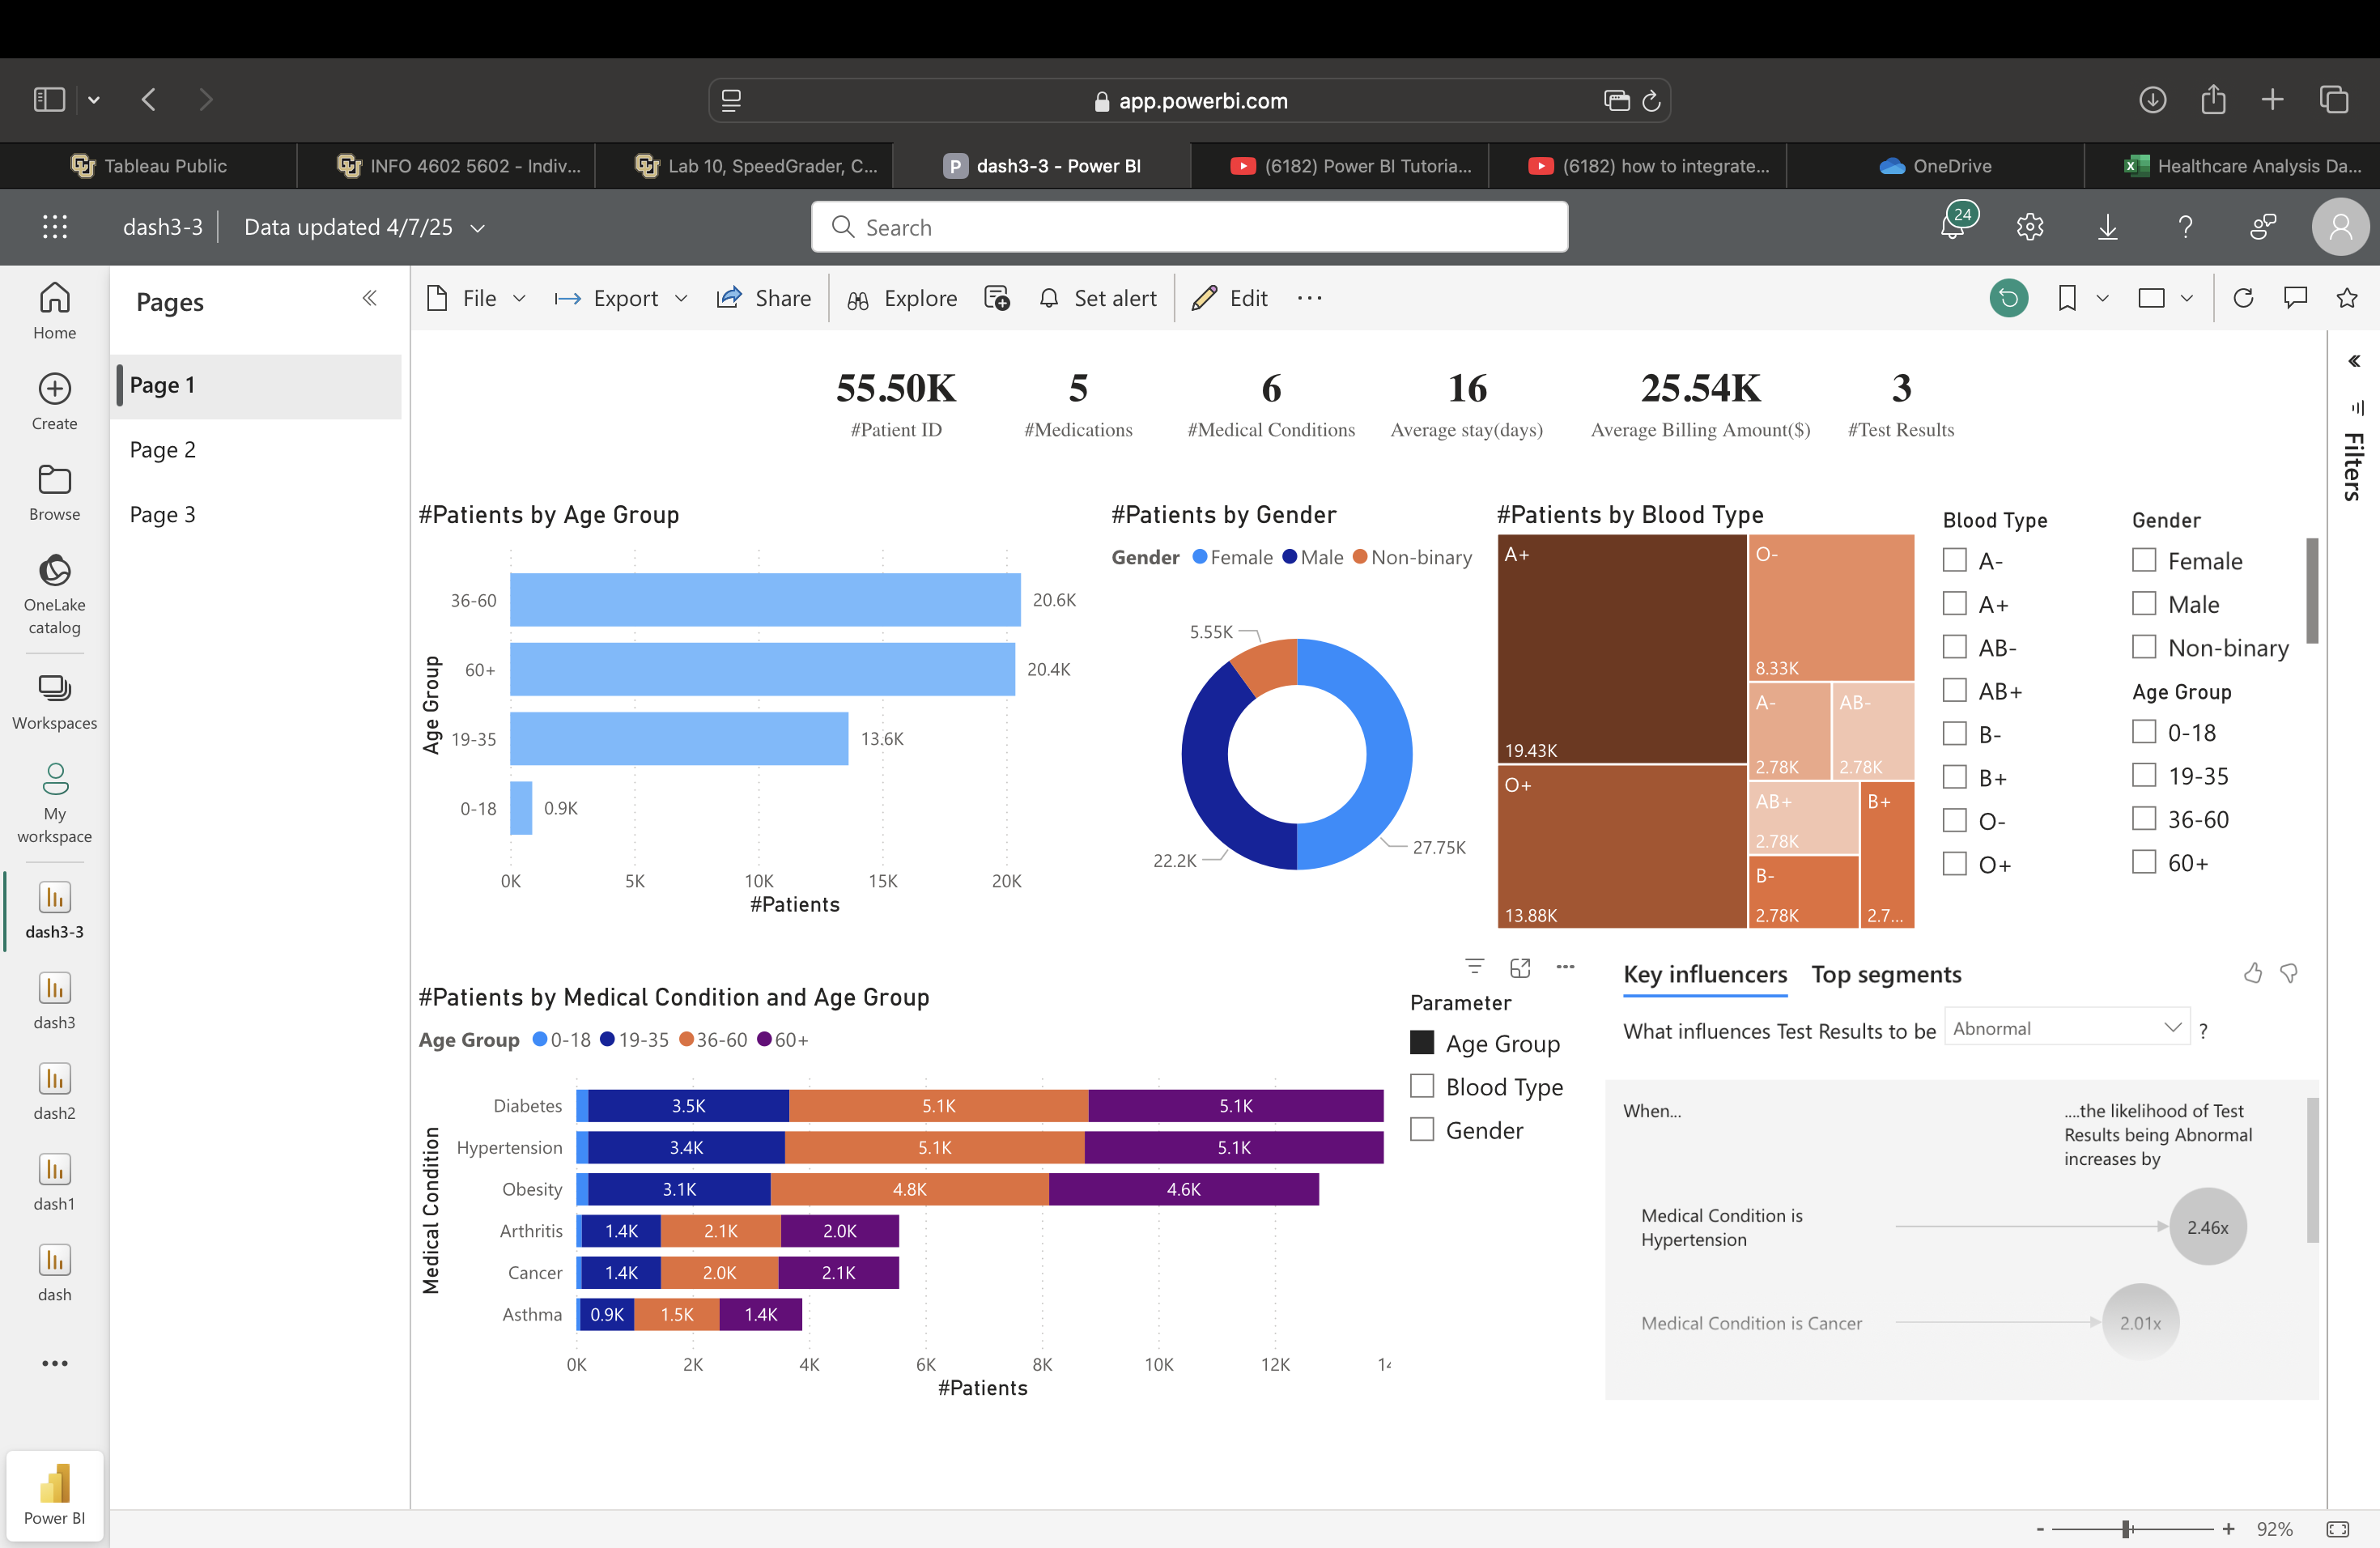 app.powerbi.com
Tableau Public
INFO 4602 5602 - Indiv...
Lab 10, SpeedGrader, C...
P
dash3-3 - Power BI
(6182) Power BI Tutoria...
(6182) how to integrate...
OneDrive
Healthcare Analysis Da...
dash3-3
Data updated 4/7/25
Search
24
Home
Create
Browse
OneLake
catalog
Workspaces
My
workspace
dash3-3
dash3
dash2
dash1
dash
Power BI
Pages
Page 1
Page 2
Page 3
File
Export
Share
Explore
Set alert
Edit
Filters
55.50K
#Patient ID
5
#Medications
6
#Medical Conditions
16
Average stay(days)
25.54K
Average Billing Amount($)
3
#Test Results
#Patients by Age Group
Age Group
36-60
20.6K
60+
20.4K
19-35
13.6K
0-18
0.9K
0K 5K 10K 15K 20K
#Patients
#Patients by Gender
Gender Female Male Non-binary
5.55K
22.2K
27.75K
#Patients by Blood Type
A+
19.43K
O+
13.88K
O-
8.33K
A-
2.78K
AB-
2.78K
AB+
2.78K
B-
2.78K
B+
2.7...
Blood Type
A-
A+
AB-
AB+
B-
B+
O-
O+
Gender
Female
Male
Non-binary
Age Group
0-18
19-35
36-60
60+
#Patients by Medical Condition and Age Group
Age Group 0-18 19-35 36-60 60+
Medical Condition
Diabetes 3.5K 5.1K 5.1K
Hypertension 3.4K 5.1K 5.1K
Obesity 3.1K 4.8K 4.6K
Arthritis 1.4K 2.1K 2.0K
Cancer 1.4K 2.0K 2.1K
Asthma 0.9K 1.5K 1.4K
0K 2K 4K 6K 8K 10K 12K
#Patients
Parameter
Age Group
Blood Type
Gender
Key influencers
Top segments
What influences Test Results to be Abnormal ?
When...
....the likelihood of Test
Results being Abnormal
increases by
Medical Condition is
Hypertension
2.46x
Medical Condition is Cancer
2.01x
- + 92%